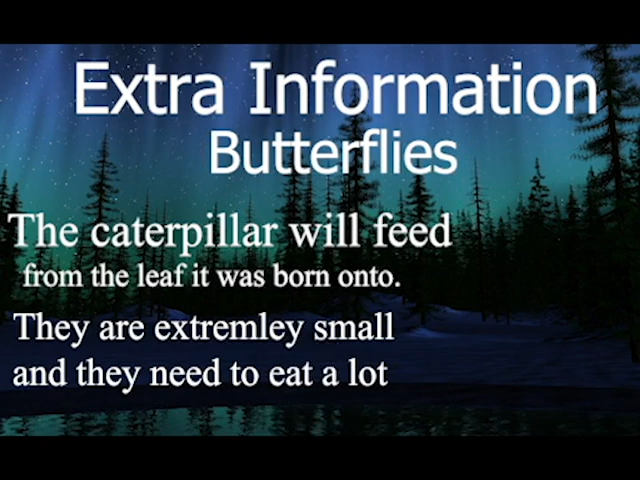 Extra Information
Butterflies
The caterpillar will feed
from the leaf it was born onto.
They are extremley small
and they need to eat a lot